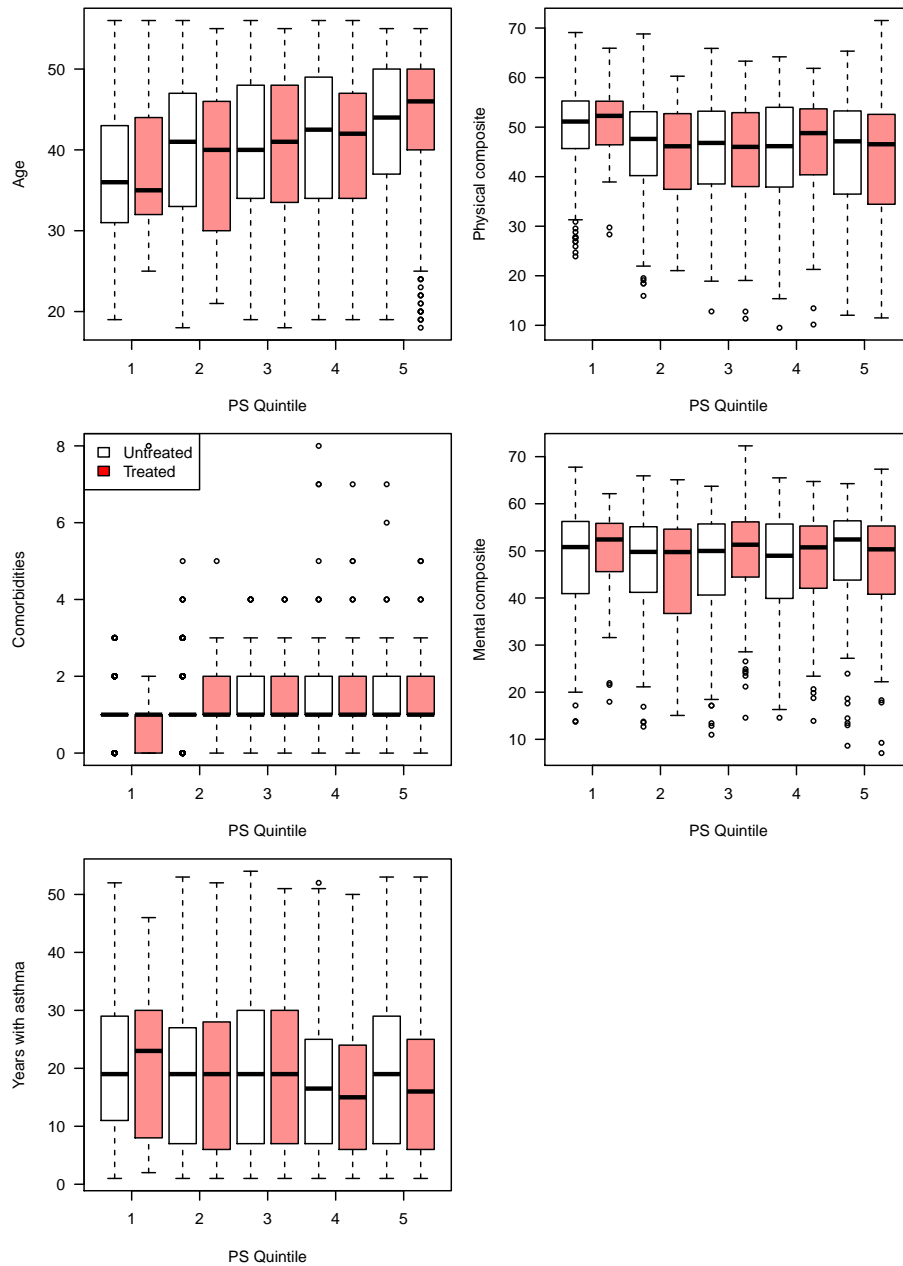 50
40
30
20
Age
1 2 3 4 5
PS Quintile
70
60
50
40
30
20
10
Physical composite
1 2 3 4 5
PS Quintile
8
6
4
2
0
Comorbidities
Untreated
Treated
1 2 3 4 5
PS Quintile
70
60
50
40
30
20
10
Mental composite
1 2 3 4 5
PS Quintile
50
40
30
20
10
0
Years with asthma
1 2 3 4 5
PS Quintile